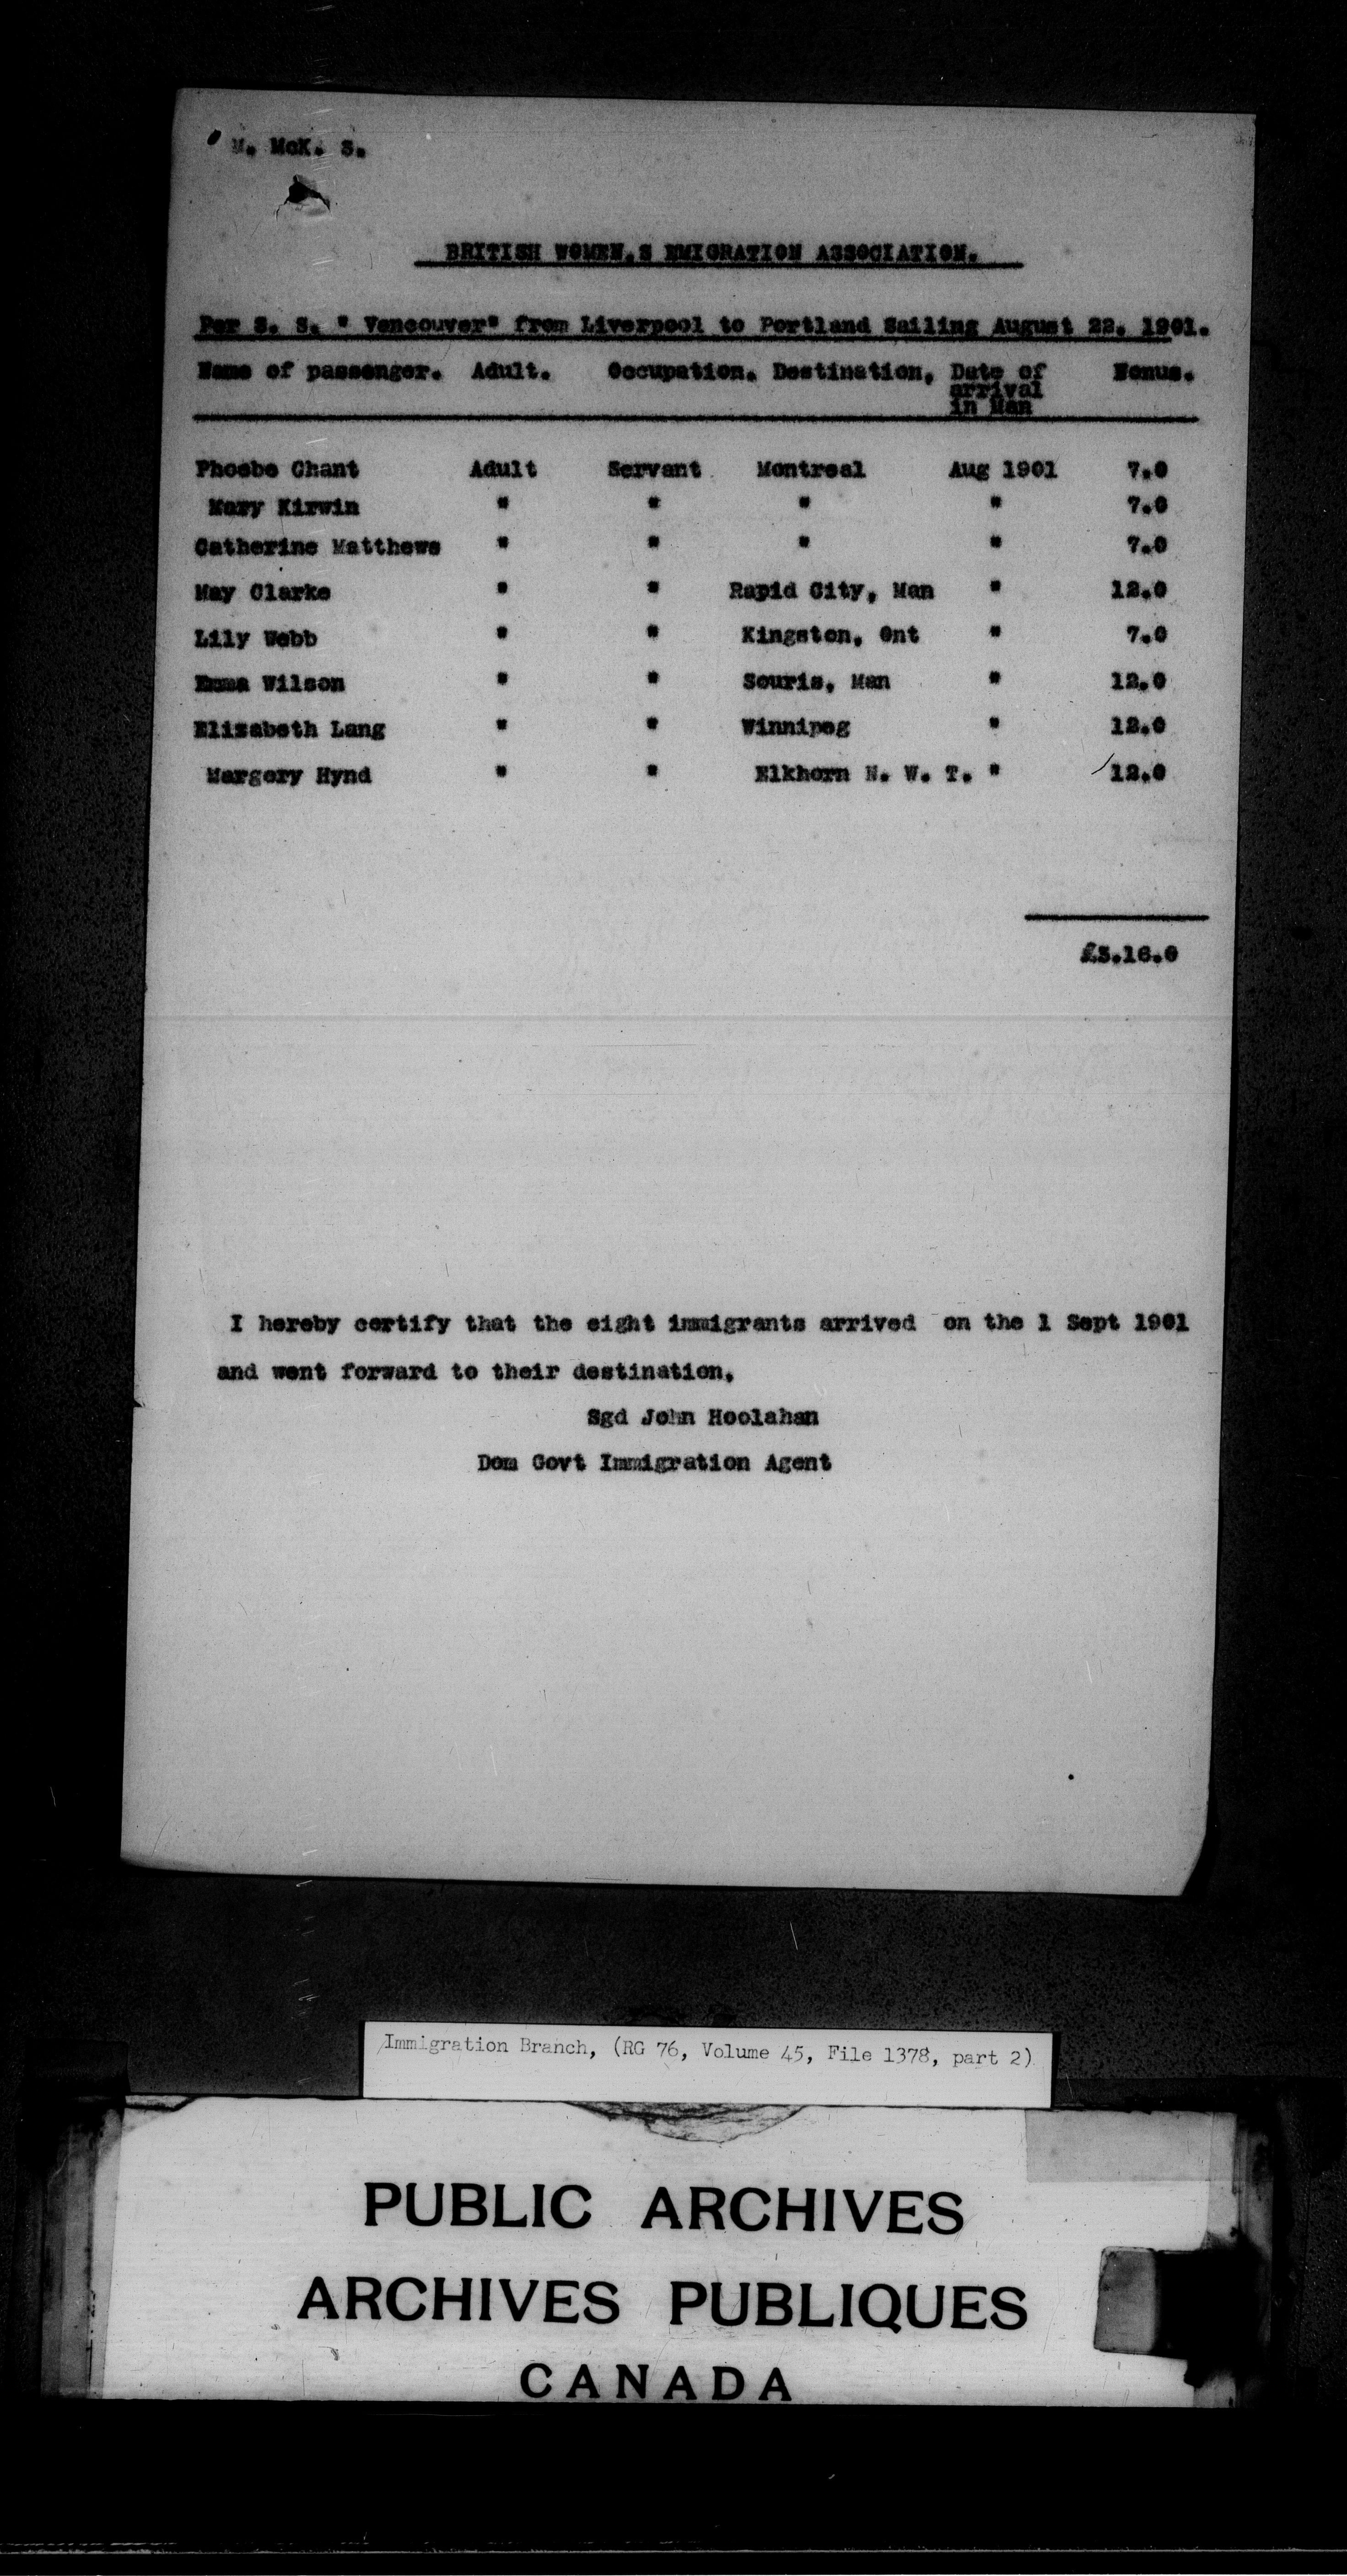 M. McK. S.
BRITISH WOMEN,S EMIGRATION ASSOCIATION.
Per S. S. " Vancouver" from Liverpool to Portland Sailing August 22. 1901.
Name of passenger. Adult. Occupation. Destination, Date of Bonus.
arrival
in Man
Phoebe Chant Adult Servant Montreal Aug 1901 7.0
Mary Kirwin " " " " 7.0
Catherine Matthews " " " " 7.0
May Clarke " " Rapid City, Man " 12.0
Lily Webb " " Kingston, Ont " 7.0
Emma Wilson " " Souris, Man " 12.0
Elizabeth Lang " " Winnipeg " 12.0
Margery Hynd " " Elkhorn N. W. T. " 12.0
£3.16.0
I hereby certify that the eight immigrants arrived on the 1 Sept 1901
and went forward to their destination,
Sgd John Hoolahan
Dom Govt Immigration Agent
Immigration Branch, (RG 76, Volume 45, File 1378, part 2)
PUBLIC ARCHIVES
ARCHIVES PUBLIQUES
CANADA